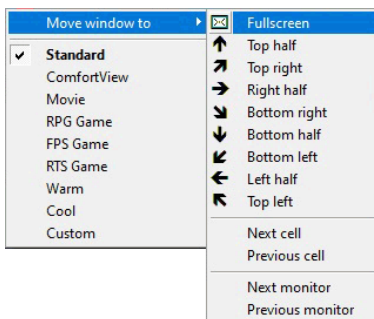 Move window to
Standard
ComfortView
Movie
RPG Game
FPS Game
RTS Game
Warm
Cool
Custom
Fullscreen
Top half
Top right
Right half
Bottom right
Bottom half
Bottom left
Left half
Top left
Next cell
Previous cell
Next monitor
Previous monitor